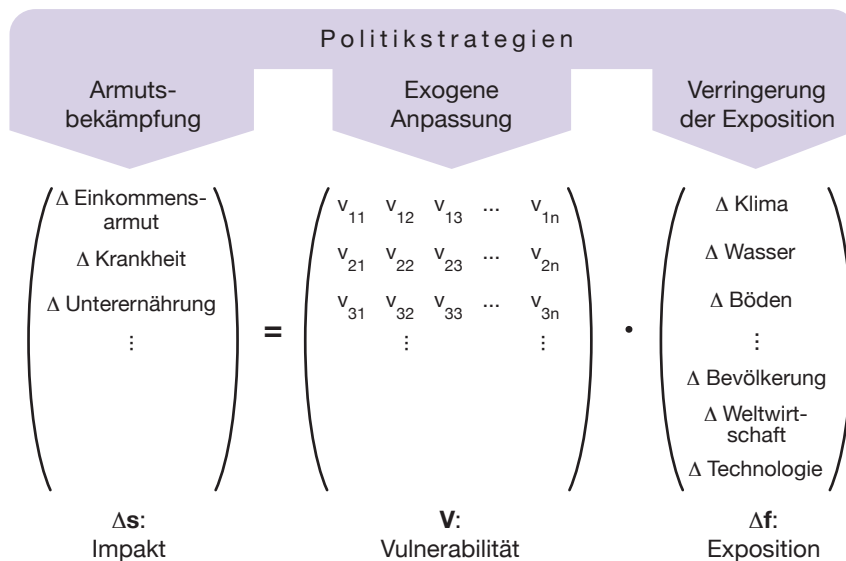 Politikstrategien
Armuts-
bekämpfung
Exogene
Anpassung
Verringerung
der Exposition
Δ Einkommens-
armut
Δ Krankheit
Δ Unterernährung
⋮
=
v11 v12 v13 ... v1n
v21 v22 v23 ... v2n
v31 v32 v33 ... v3n
⋮ ⋮
·
Δ Klima
Δ Wasser
Δ Böden
⋮
Δ Bevölkerung
Δ Weltwirt-
schaft
Δ Technologie
Δs:
Impakt
V:
Vulnerabilität
Δf:
Exposition